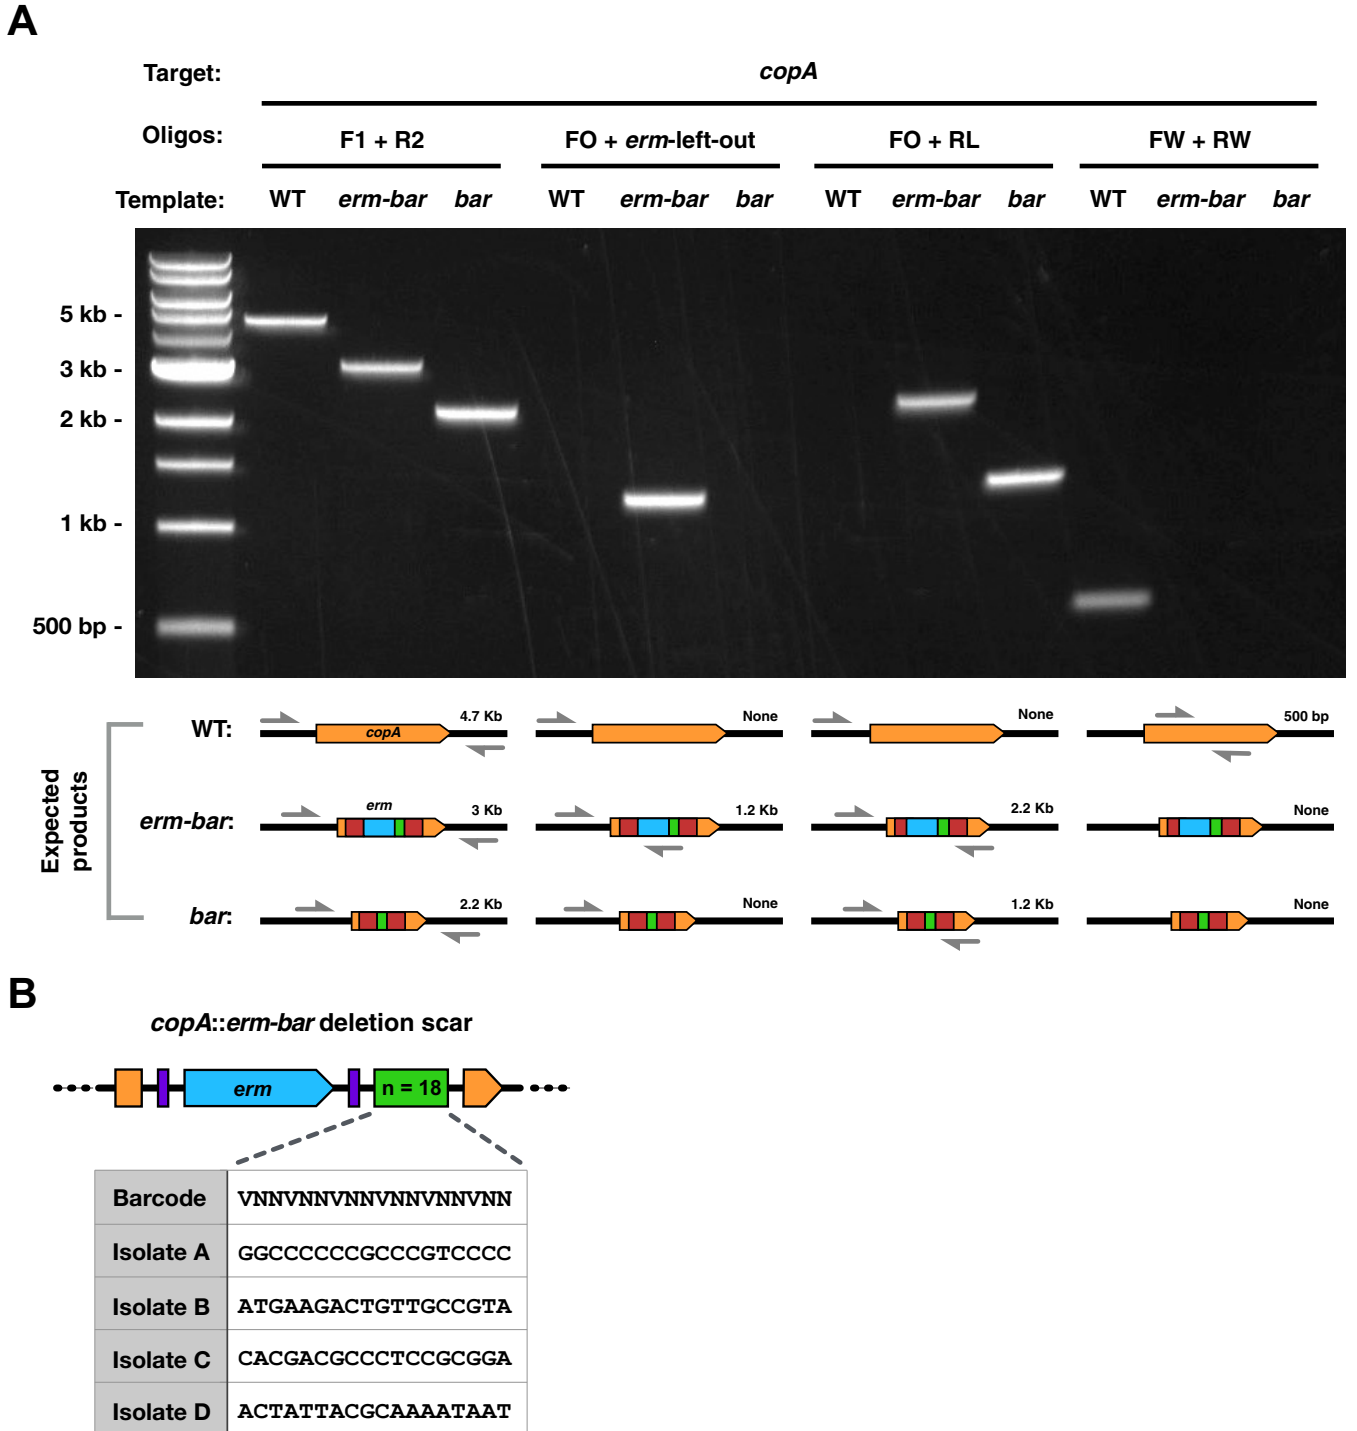 A
Target: copA
Oligos: F1 + R2 FO + erm-left-out FO + RL FW + RW
Template: WT erm-bar bar WT erm-bar bar WT erm-bar bar WT erm-bar bar
5 kb -
3 kb -
2 kb -
1 kb -
500 bp -
Expected products
WT: copA 4.7 Kb None None 500 bp
erm-bar: erm 3 Kb 1.2 Kb 2.2 Kb None
bar: 2.2 Kb None 1.2 Kb None
B
copA::erm-bar deletion scar
erm n = 18
Barcode VNNVNNVNNVNNVNNVNN
Isolate A GGCCCCCCGCCCGTCCCC
Isolate B ATGAAGACTGTTGCCGTA
Isolate C CACGACGCCCTCCGCGGA
Isolate D ACTATTACGCAAAATAAT